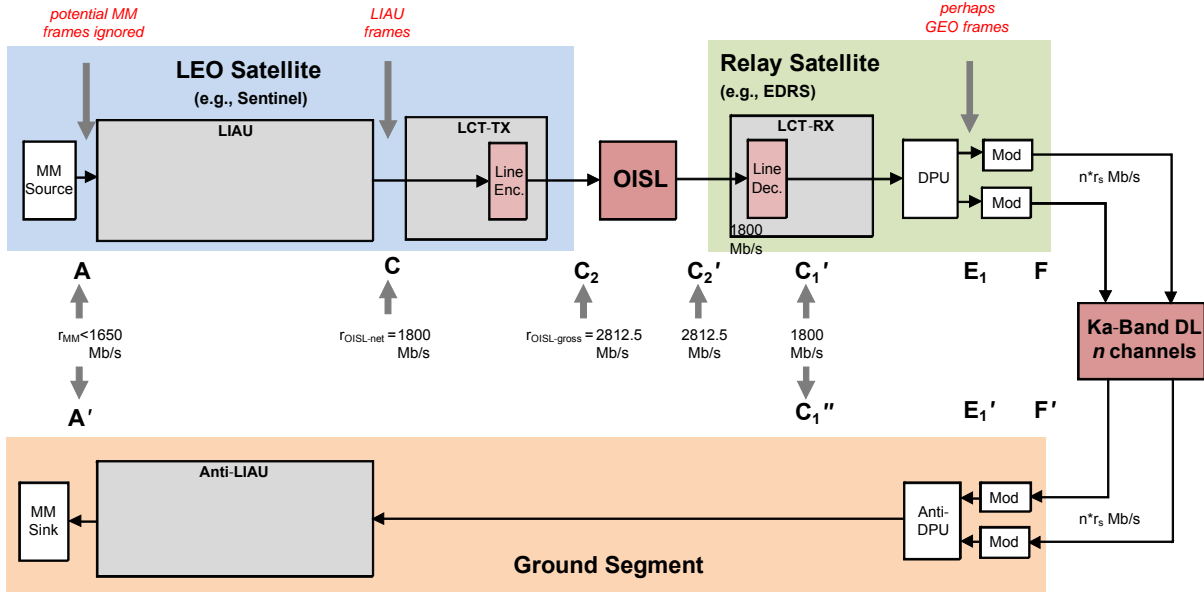 potential MM
frames ignored
LIAU
frames
perhaps
GEO frames
LEO Satellite
(e.g., Sentinel)
Relay Satellite
(e.g., EDRS)
LIAU
LCT-TX
LCT-RX
MM
Source
Line
Enc.
OISL
Line
Dec.
DPU
Mod
Mod
n*rs Mb/s
1800
Mb/s
A
C
C2
C2′
C1′
E1
F
rMM<1650
Mb/s
rOISL-net =1800
Mb/s
rOISL-gross=2812.5
Mb/s
2812.5
Mb/s
1800
Mb/s
Ka-Band DL
n channels
A′
C1″
E1′
F′
Anti-LIAU
MM
Sink
Anti-
DPU
Mod
Mod
n*rs Mb/s
Ground Segment